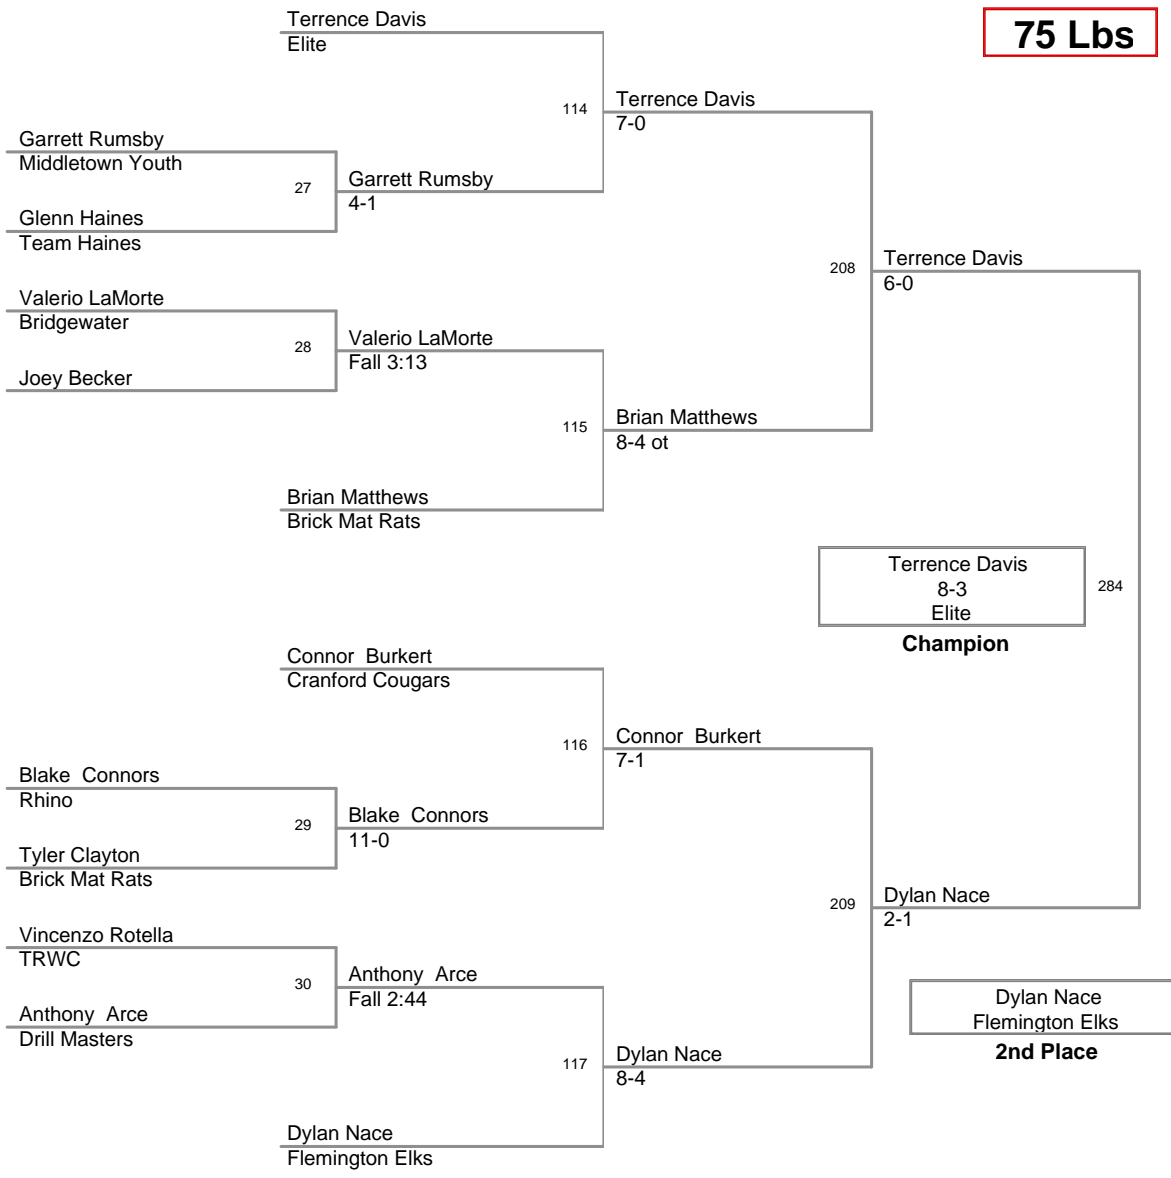 Terrence Davis
Elite
75 Lbs
114
Terrence Davis
7-0
Garrett Rumsby
Middletown Youth
27
Garrett Rumsby
4-1
Glenn Haines
Team Haines
208
Terrence Davis
6-0
Valerio LaMorte
Bridgewater
28
Valerio LaMorte
Fall 3:13
Joey Becker
115
Brian Matthews
8-4 ot
Brian Matthews
Brick Mat Rats
Terrence Davis
8-3
Elite
284
Champion
Connor Burkert
Cranford Cougars
116
Connor Burkert
7-1
Blake Connors
Rhino
29
Blake Connors
11-0
Tyler Clayton
Brick Mat Rats
209
Dylan Nace
2-1
Vincenzo Rotella
TRWC
30
Anthony Arce
Fall 2:44
Anthony Arce
Drill Masters
Dylan Nace
Flemington Elks
2nd Place
117
Dylan Nace
8-4
Dylan Nace
Flemington Elks